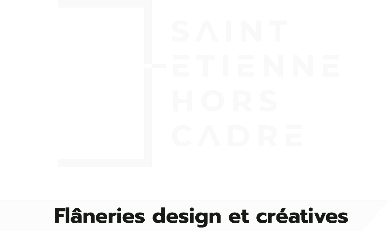 SAINT
ETIENNE
HORS
CADRE
Flâneries design et créatives